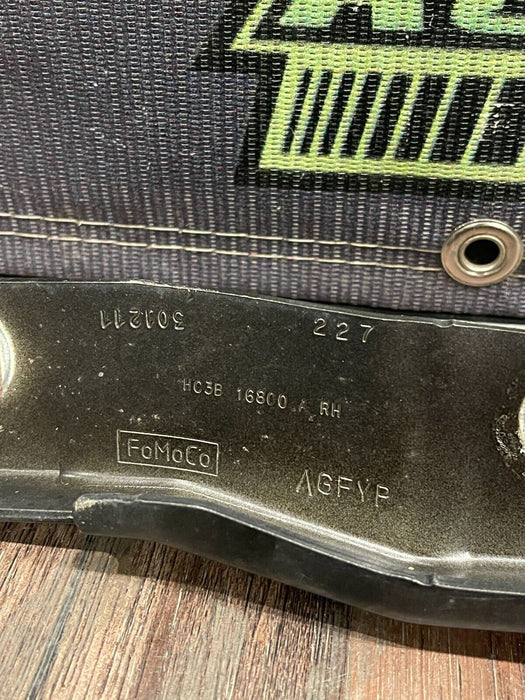 301211
227
HC3B 16800 A RH
FoMoCo
AGFYP